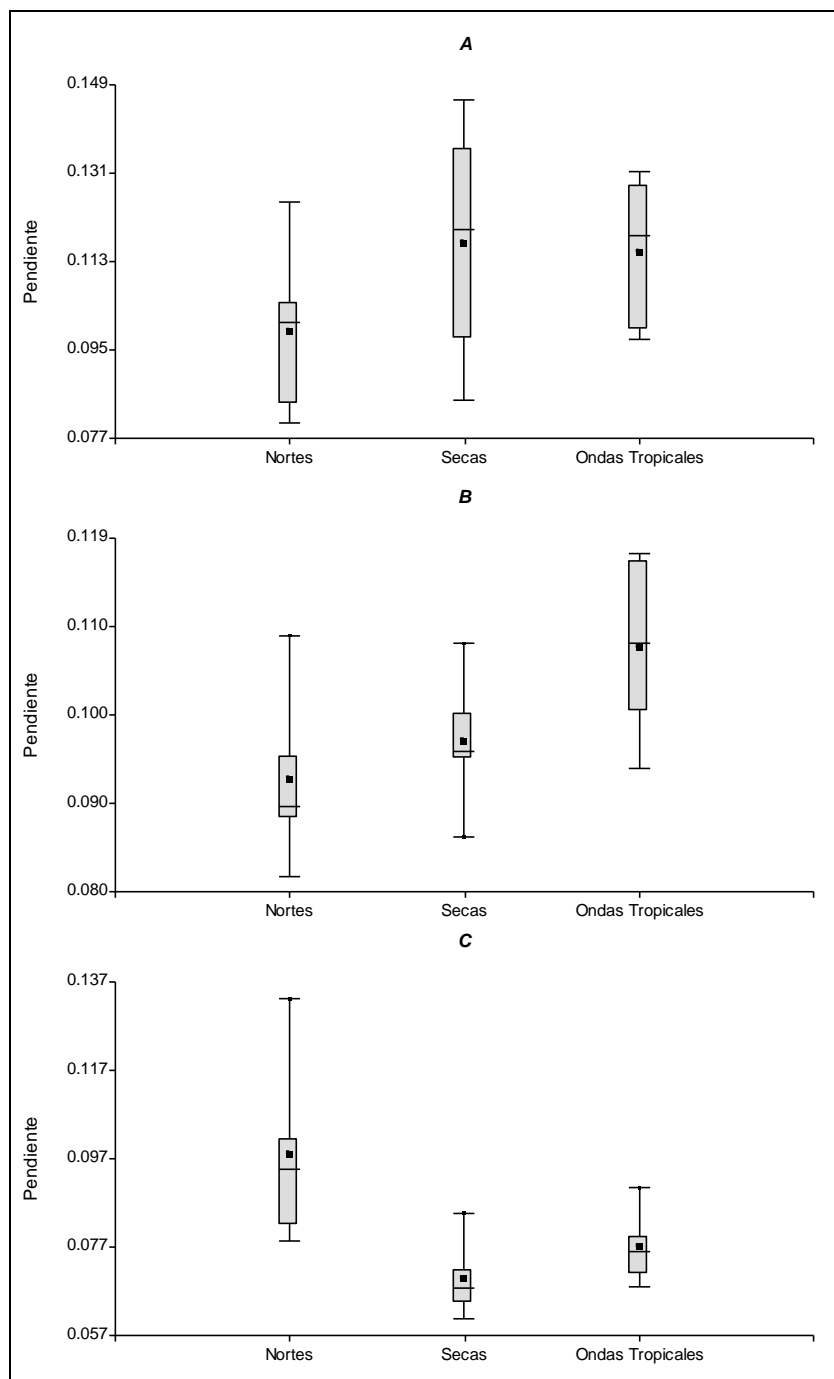 A
0.149
0.131
0.113
0.095
0.077
Pendiente
Nortes Secas Ondas Tropicales
B
0.119
0.110
0.100
0.090
0.080
Pendiente
Nortes Secas Ondas Tropicales
C
0.137
0.117
0.097
0.077
0.057
Pendiente
Nortes Secas Ondas Tropicales